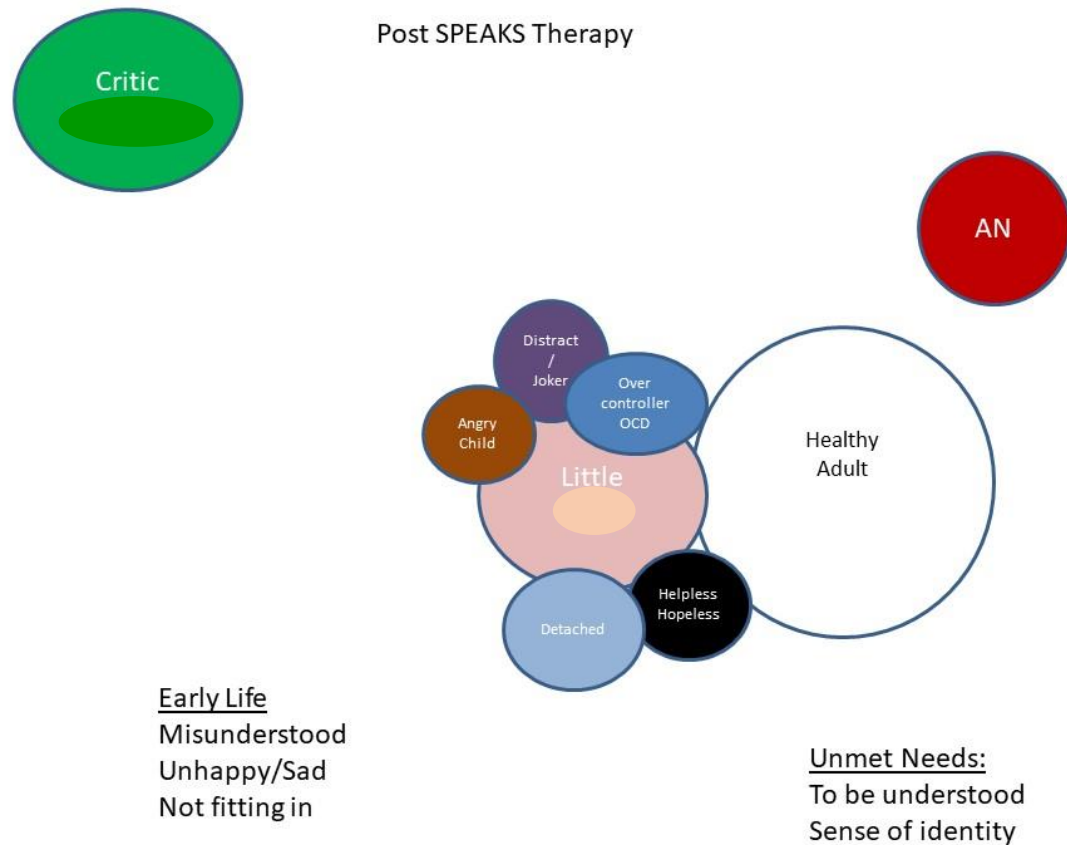 Post SPEAKS Therapy
Critic
AN
Distract
/
Joker
Over
controller
OCD
Angry
Child
Little
Healthy
Adult
Helpless
Hopeless
Detached
Early Life
Misunderstood
Unhappy/Sad
Not fitting in
Unmet Needs:
To be understood
Sense of identity